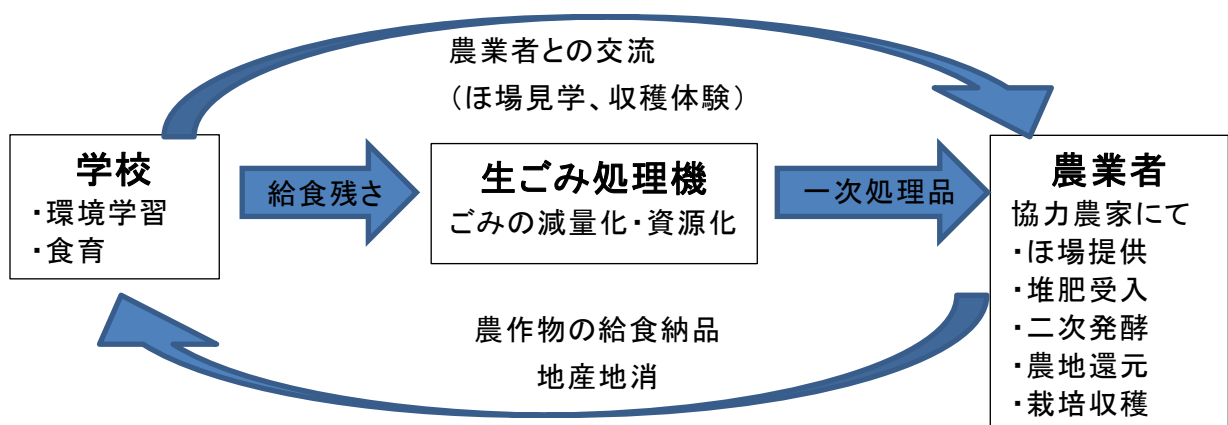 農業者との交流
(ほ場見学、収穫体験)
学校
・環境学習
・食育
給食残さ
生ごみ処理機
ごみの減量化・資源化
一次処理品
農業者
協力農家にて
・ほ場提供
・堆肥受入
・二次発酵
・農地還元
・栽培収穫
農作物の給食納品
地産地消